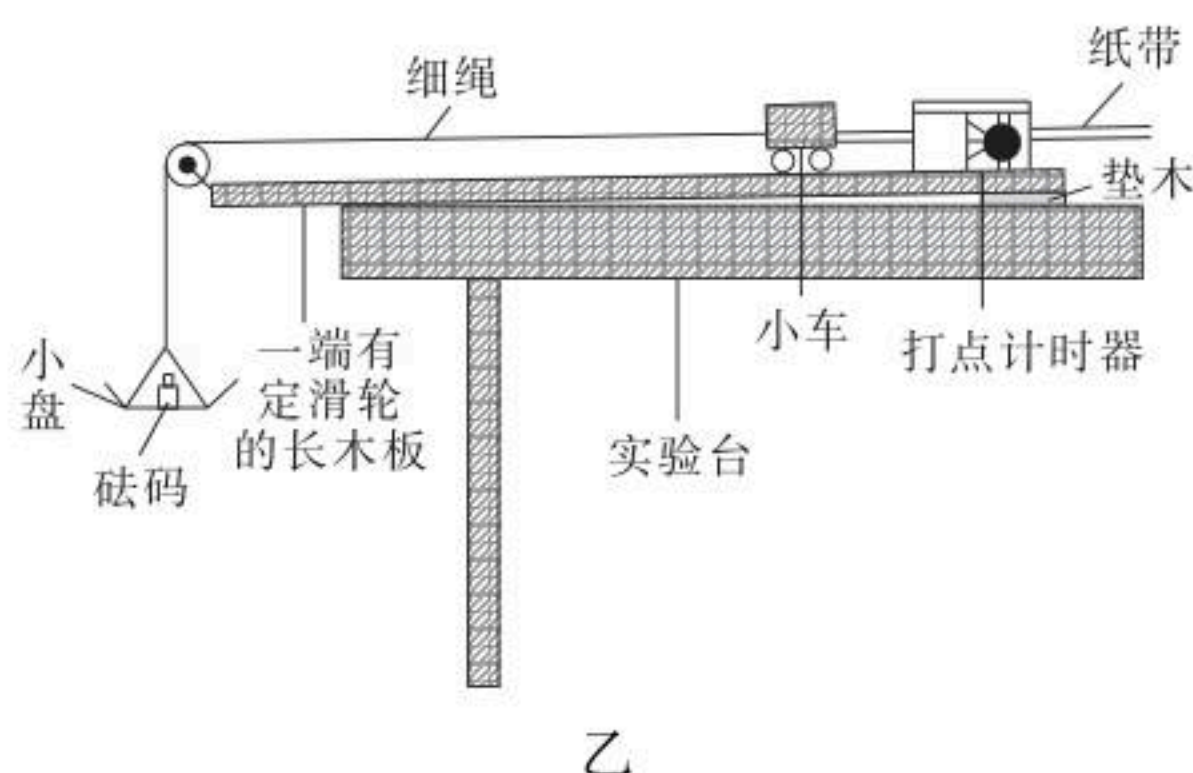 细绳
纸带
垫木
小车
打点计时器
小
盘
砝码
一端有
定滑轮
的长木板
实验台
乙